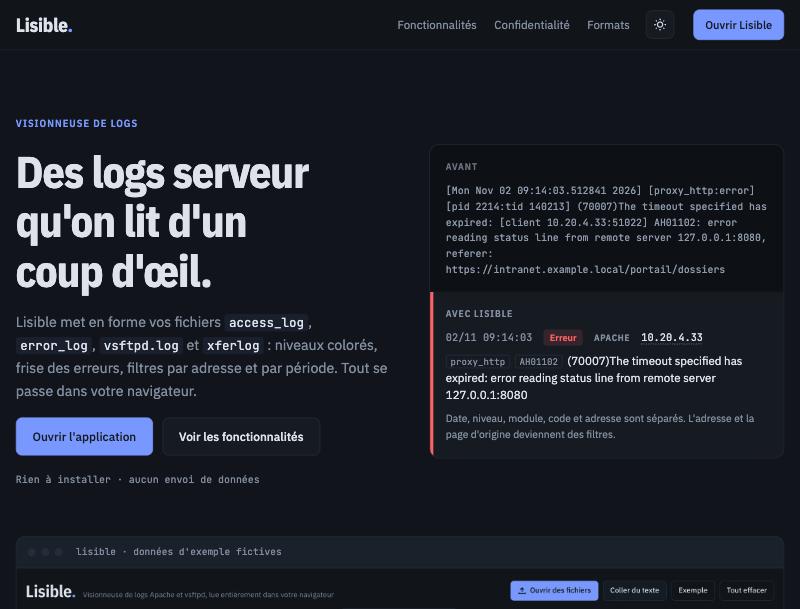 Lisible.
Fonctionnalités Confidentialité Formats Ouvrir Lisible
VISIONNEUSE DE LOGS
Des logs serveur
qu'on lit d'un
coup d'œil.
Lisible met en forme vos fichiers access_log ,
error_log , vsftpd.log et xferlog : niveaux colorés,
frise des erreurs, filtres par adresse et par période. Tout se
passe dans votre navigateur.
Ouvrir l'application Voir les fonctionnalités
Rien à installer · aucun envoi de données
AVANT
[Mon Nov 02 09:14:03.512841 2026] [proxy_http:error]
[pid 2214:tid 140213] (70007)The timeout specified has
expired: [client 10.20.4.33:51022] AH01102: error
reading status line from remote server 127.0.0.1:8080,
referer:
https://intranet.example.local/portail/dossiers
AVEC LISIBLE
02/11 09:14:03 Erreur APACHE 10.20.4.33
proxy_http AH01102 (70007)The timeout specified has
expired: error reading status line from remote server
127.0.0.1:8080
Date, niveau, module, code et adresse sont séparés. L'adresse et la
page d'origine deviennent des filtres.
lisible · données d'exemple fictives
Lisible. Visionneuse de logs Apache et vsftpd, lue entièrement dans votre navigateur
Ouvrir des fichiers Coller du texte Exemple Tout effacer